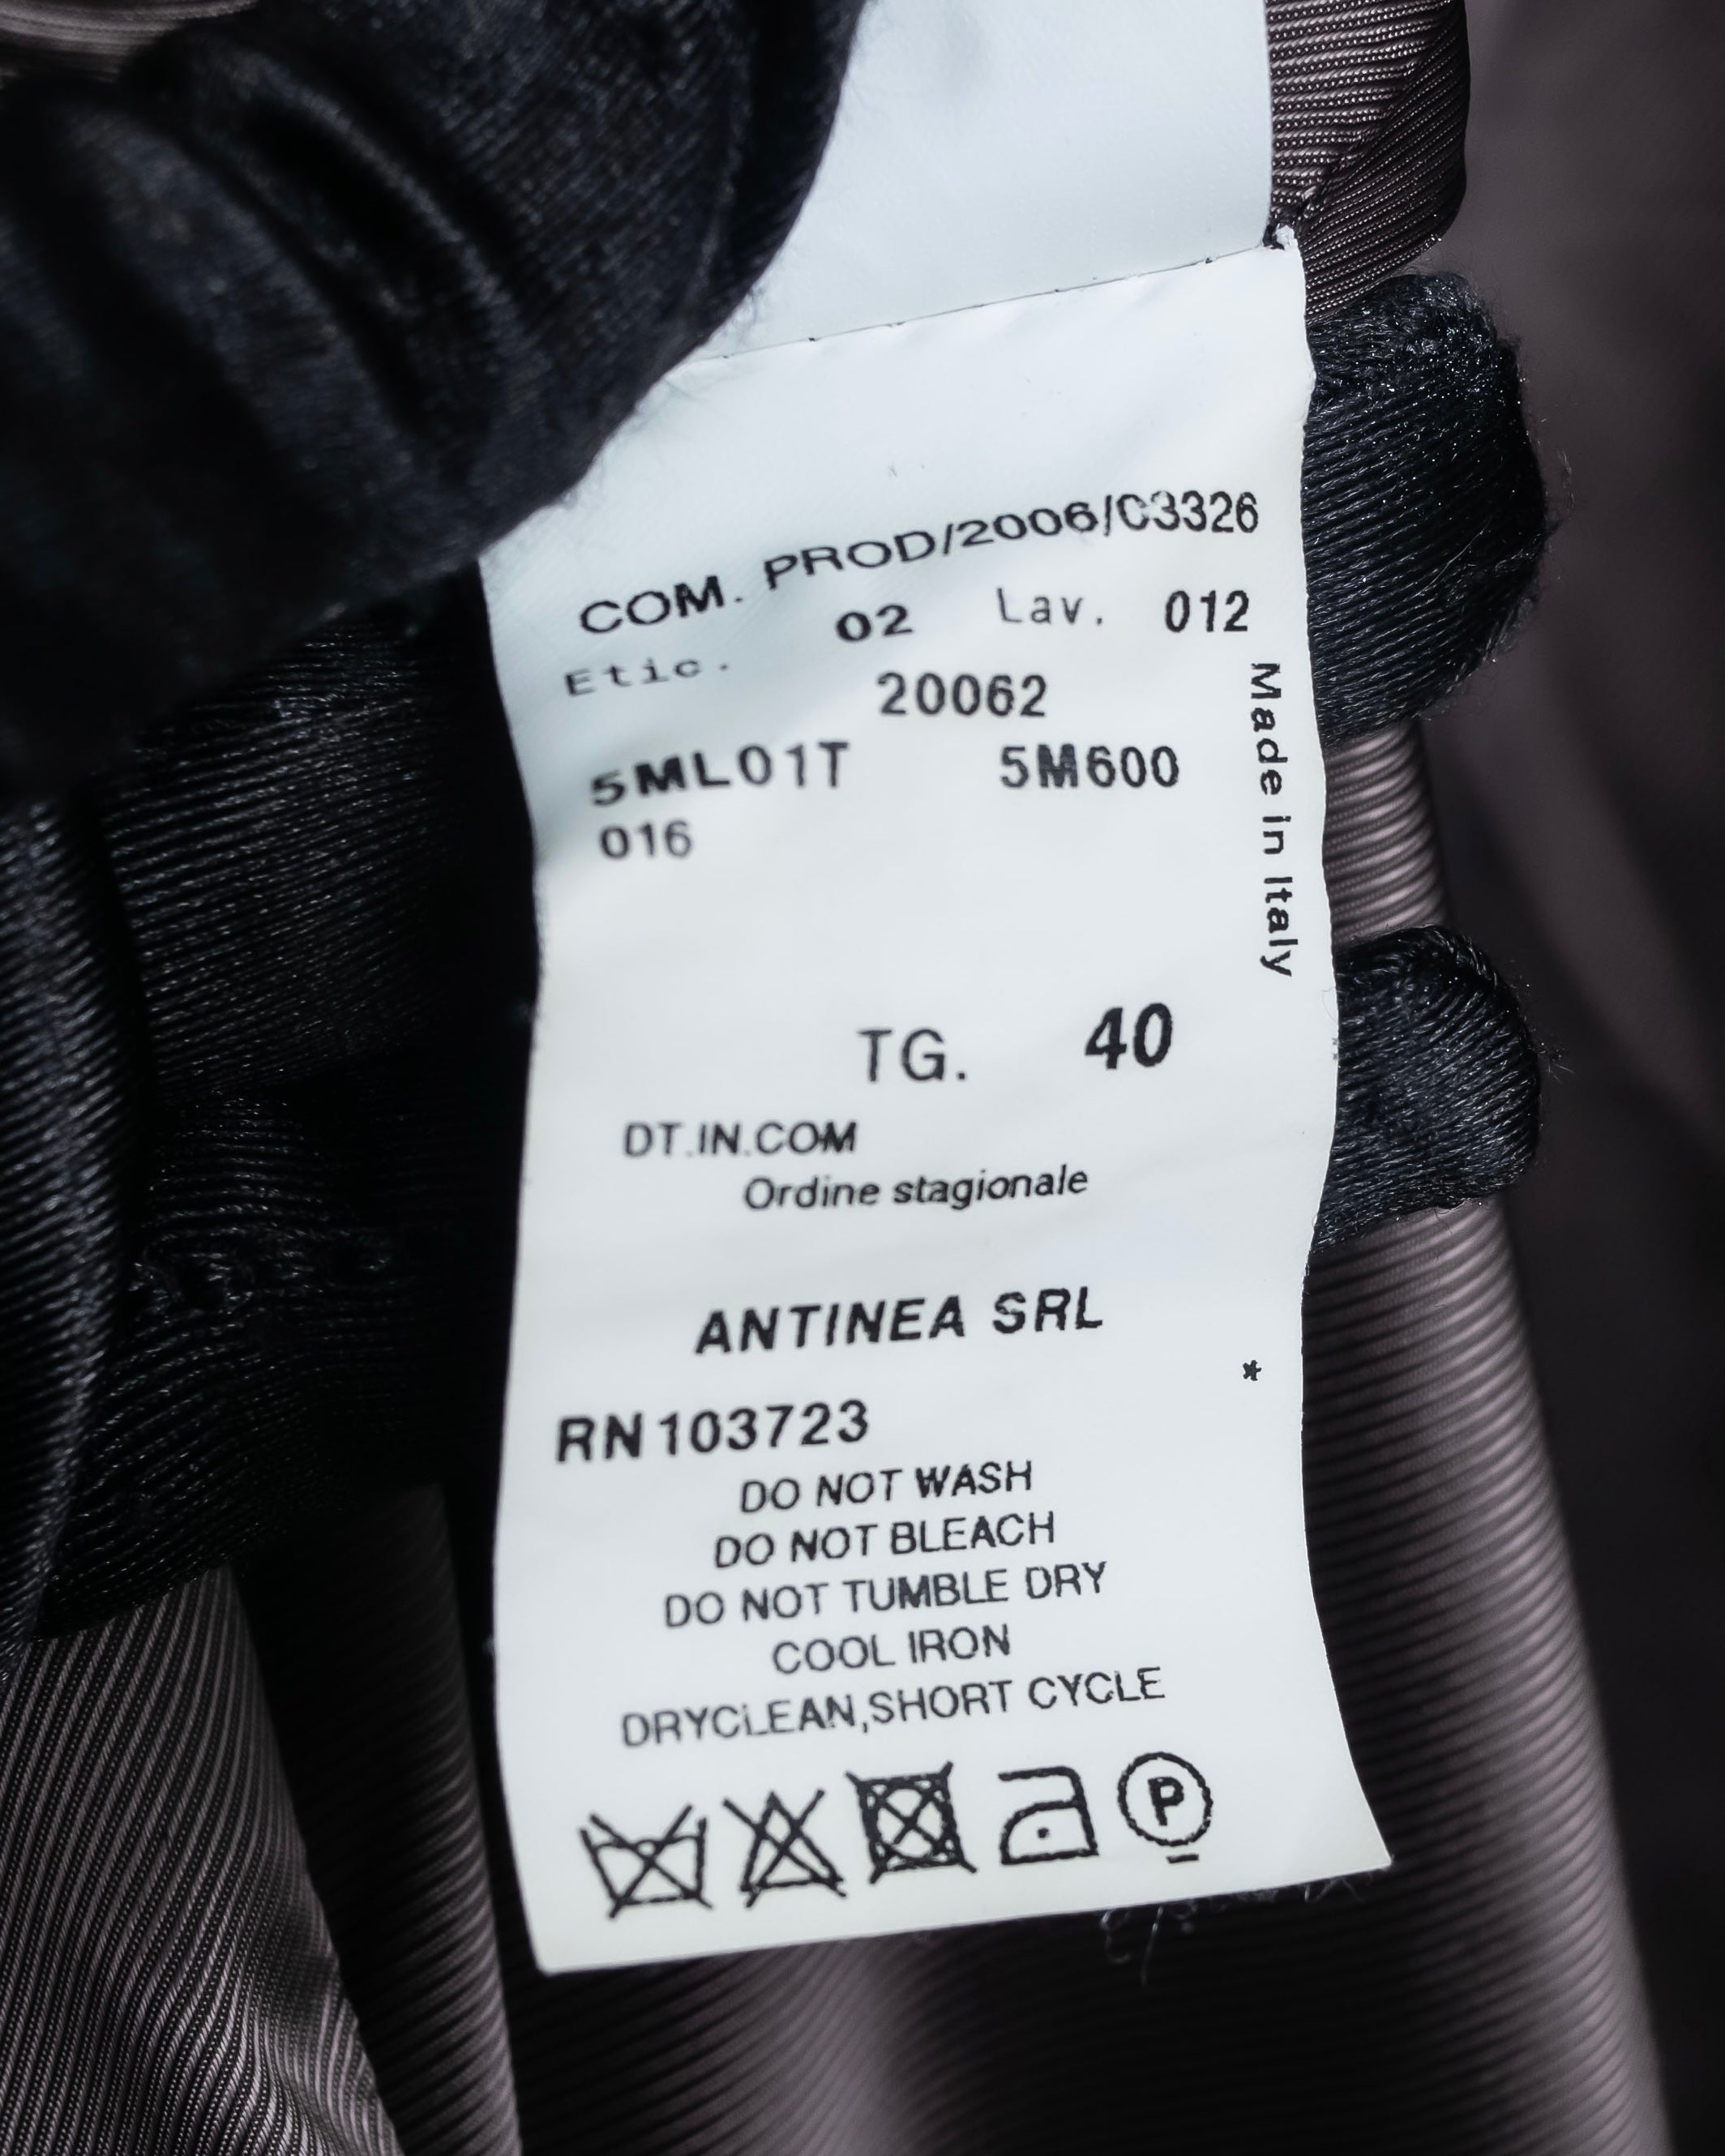 COM. PROD/2006/C3326
Etic. 02 Lav. 012
20062
5ML01T 5M600
016
Made in Italy
TG. 40
DT.IN.COM
Ordine stagionale
ANTINEA SRL
*
RN103723
DO NOT WASH
DO NOT BLEACH
DO NOT TUMBLE DRY
COOL IRON
DRYCLEAN,SHORT CYCLE
P